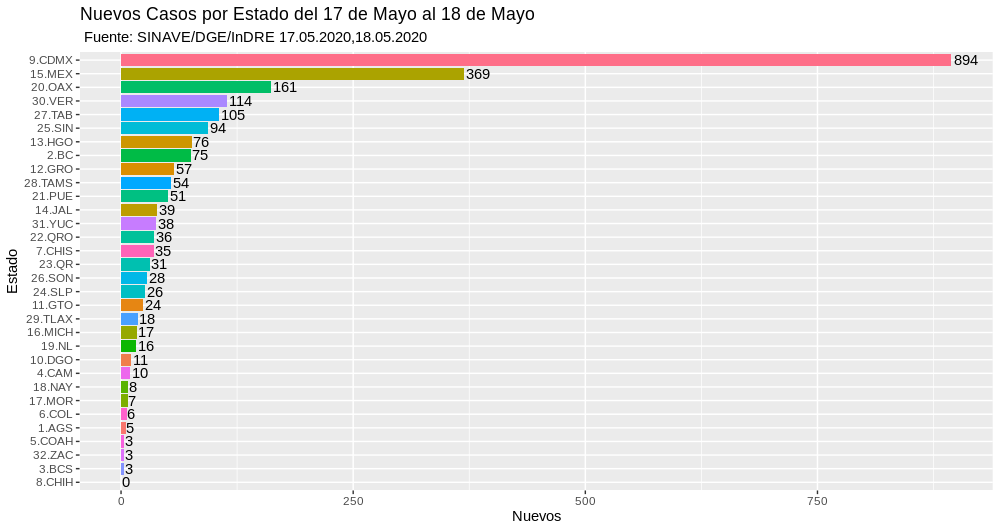 Nuevos Casos por Estado del 17 de Mayo al 18 de Mayo
Fuente: SINAVE/DGE/InDRE 17.05.2020,18.05.2020
9.CDMX 894
15.MEX 369
20.OAX 161
30.VER 114
27.TAB 105
25.SIN 94
13.HGO 76
2.BC 75
12.GRO 57
28.TAMS 54
21.PUE 51
14.JAL 39
31.YUC 38
22.QRO 36
7.CHIS 35
23.QR 31
26.SON 28
24.SLP 26
11.GTO 24
29.TLAX 18
16.MICH 17
19.NL 16
10.DGO 11
4.CAM 10
18.NAY 8
17.MOR 7
6.COL 6
1.AGS 5
5.COAH 3
32.ZAC 3
3.BCS 3
8.CHIH 0
Estado
0 250 500 750
Nuevos